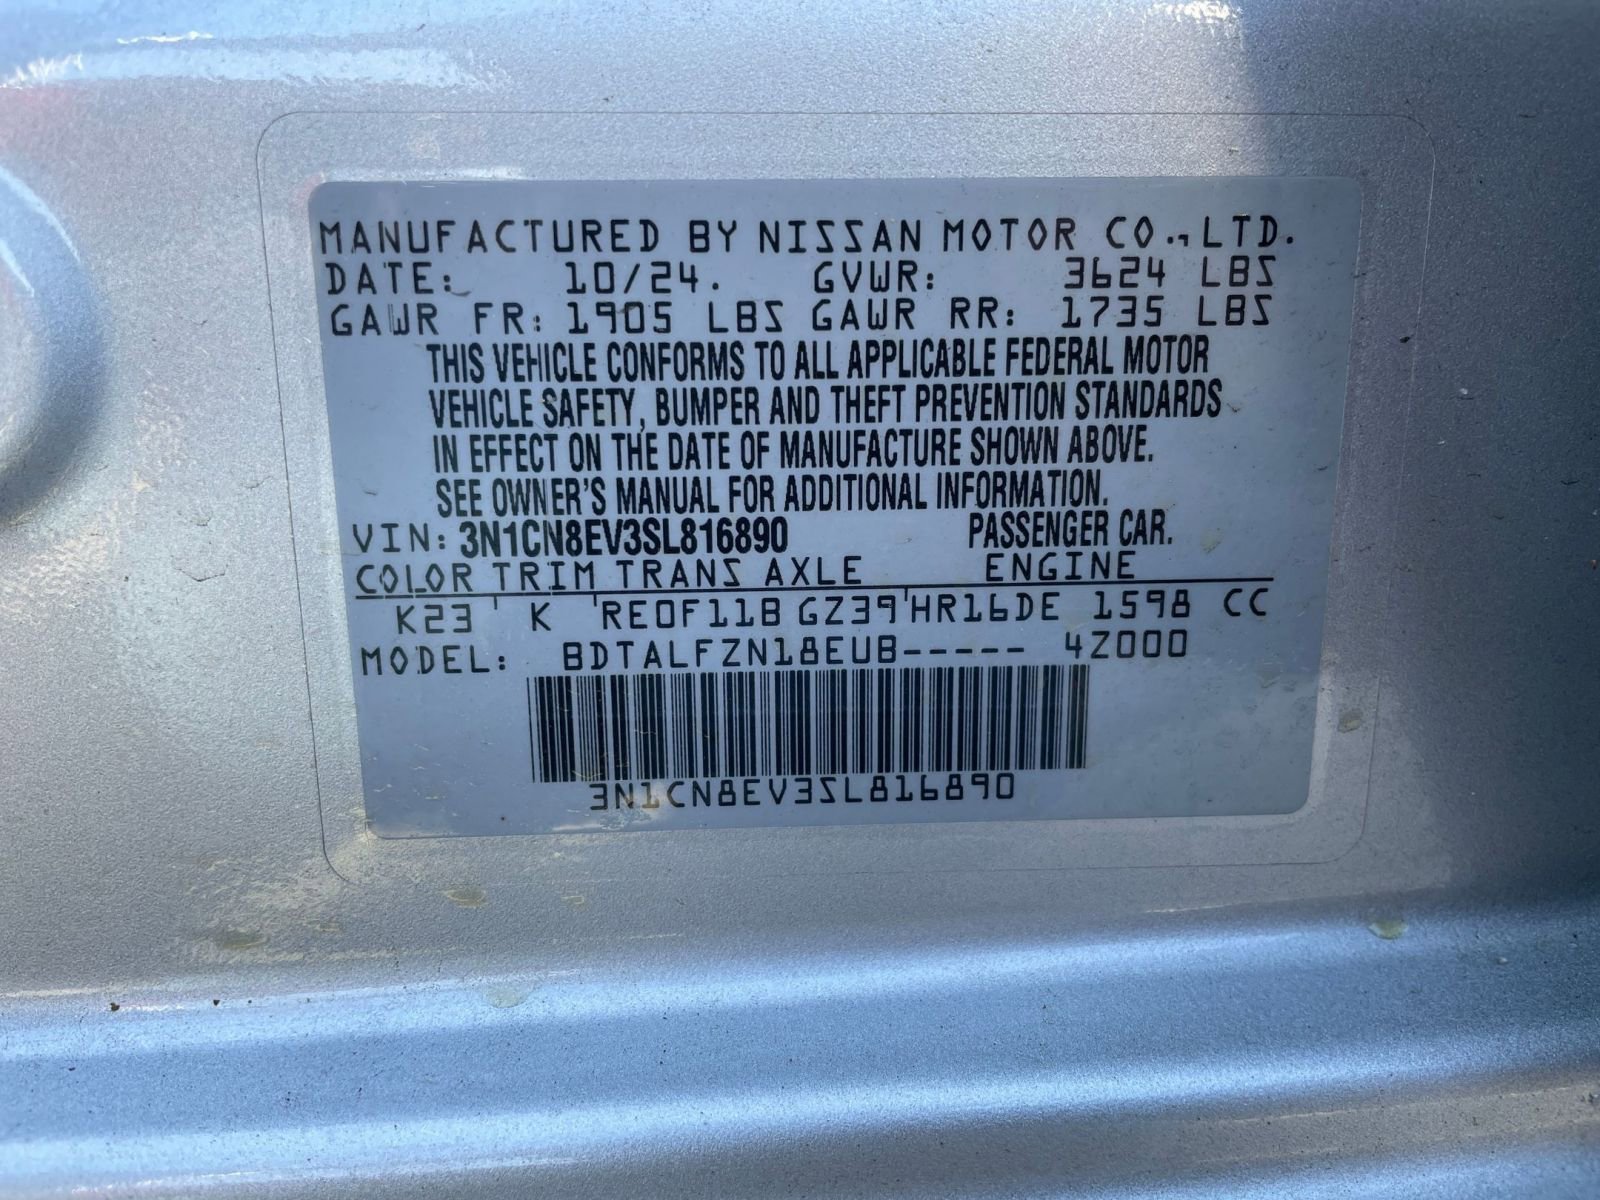 MANUFACTURED BY NISSAN MOTOR CO., LTD.
DATE: 10/24. GVWR: 3624 LBS
GAWR FR: 1905 LBS GAWR RR: 1735 LBS
THIS VEHICLE CONFORMS TO ALL APPLICABLE FEDERAL MOTOR
VEHICLE SAFETY, BUMPER AND THEFT PREVENTION STANDARDS
IN EFFECT ON THE DATE OF MANUFACTURE SHOWN ABOVE.
SEE OWNER'S MANUAL FOR ADDITIONAL INFORMATION.
VIN: 3N1CN8EV3SL816890 PASSENGER CAR.
COLOR TRIM TRANS AXLE ENGINE
K23 K RE0F11B GZ39 HR16DE 1598 CC
MODEL: BDTALFZN18EUB----- 4Z000
3N1CN8EV3SL816890